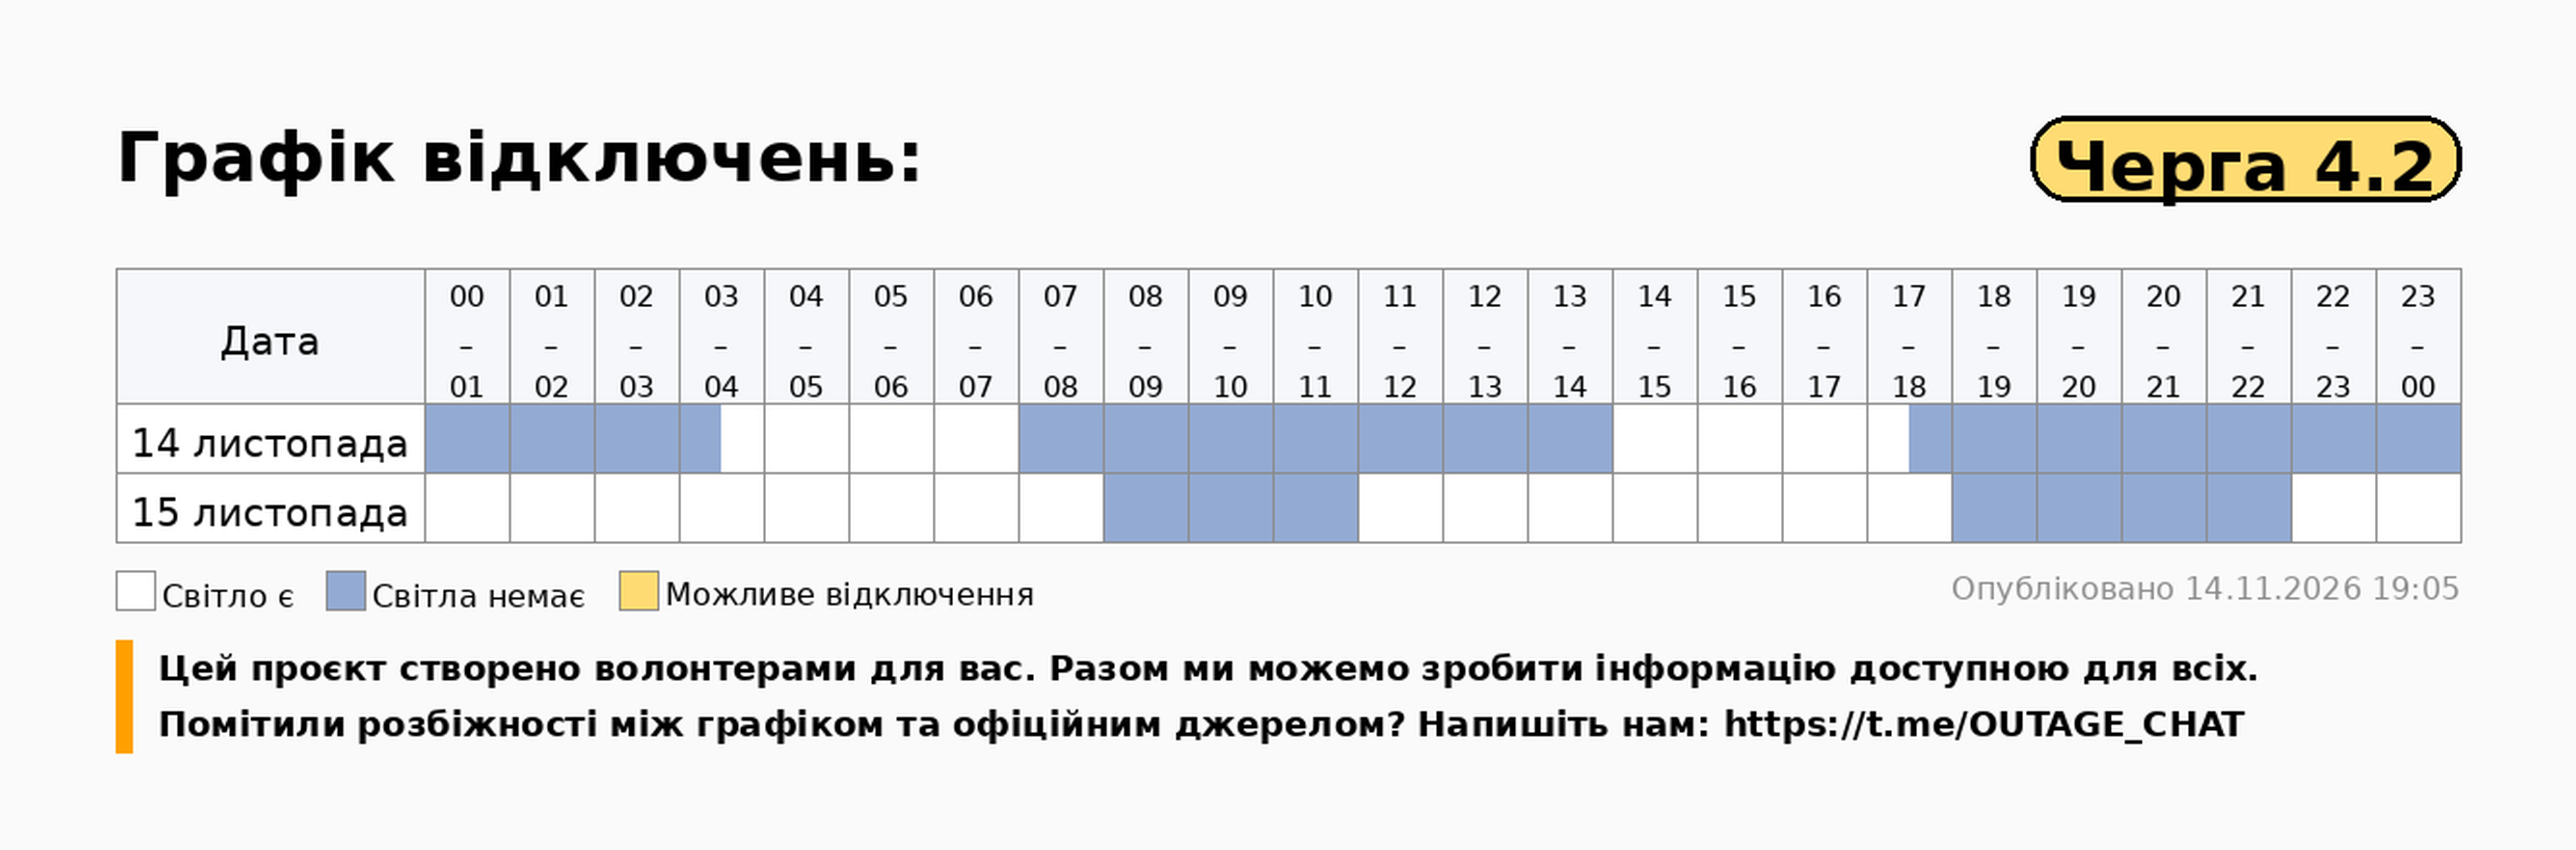 Графік відключень:
Черга 4.2
Дата 00 – 01 01 – 02 02 – 03 03 – 04 04 – 05 05 – 06 06 – 07 07 – 08 08 – 09 09 – 10 10 – 11 11 – 12 12 – 13 13 – 14 14 – 15 15 – 16 16 – 17 17 – 18 18 – 19 19 – 20 20 – 21 21 – 22 22 – 23 23 – 00
14 листопада
15 листопада
Світло є Світла немає Можливе відключення
Опубліковано 14.11.2026 19:05
Цей проєкт створено волонтерами для вас. Разом ми можемо зробити інформацію доступною для всіх.
Помітили розбіжності між графіком та офіційним джерелом? Напишіть нам: https://t.me/OUTAGE_CHAT